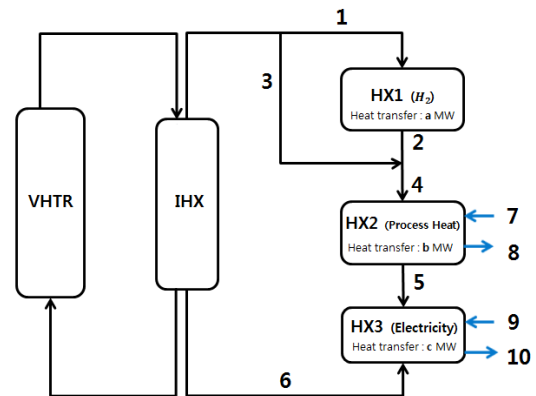 1
3
HX1 (H₂)
Heat transfer : a MW
2
4
VHTR
IHX
HX2 (Process Heat)
Heat transfer : b MW
7
8
5
HX3 (Electricity)
Heat transfer : c MW
9
10
6